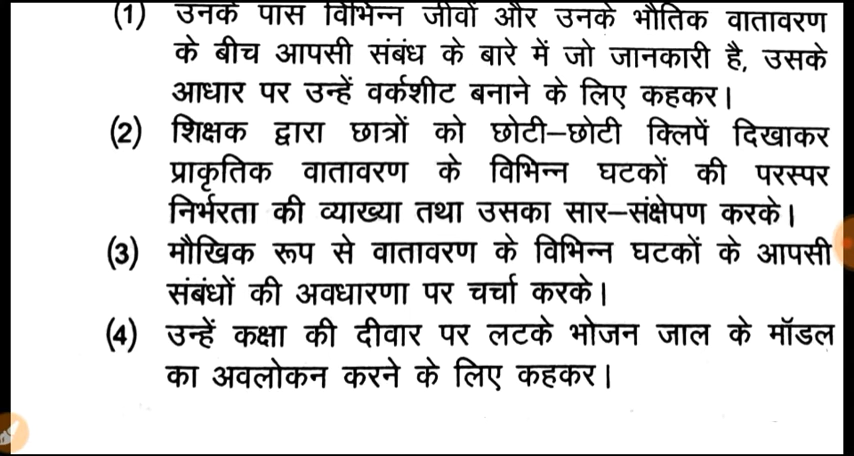 (1) उनके पास विभिन्न जीवों और उनके भौतिक वातावरण
के बीच आपसी संबंध के बारे में जो जानकारी है, उसके
आधार पर उन्हें वर्कशीट बनाने के लिए कहकर।
(2) शिक्षक द्वारा छात्रों को छोटी–छोटी क्लिपें दिखाकर
प्राकृतिक वातावरण के विभिन्न घटकों की परस्पर
निर्भरता की व्याख्या तथा उसका सार–संक्षेपण करके।
(3) मौखिक रूप से वातावरण के विभिन्न घटकों के आपसी
संबंधों की अवधारणा पर चर्चा करके।
(4) उन्हें कक्षा की दीवार पर लटके भोजन जाल के मॉडल
का अवलोकन करने के लिए कहकर।